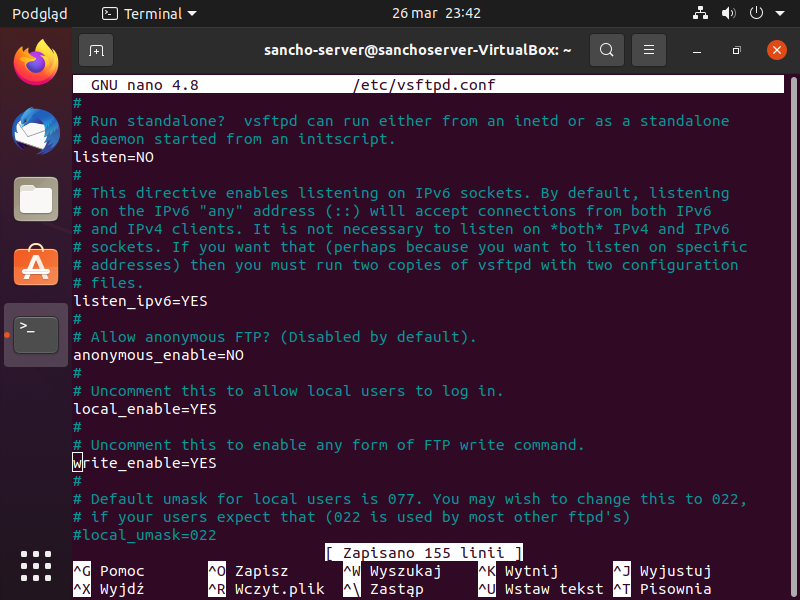 Podgląd Terminal 26 mar 23:42
sancho-server@sanchoserver-VirtualBox: ~
GNU nano 4.8 /etc/vsftpd.conf
#
# Run standalone?  vsftpd can run either from an inetd or as a standalone
# daemon started from an initscript.
listen=NO
#
# This directive enables listening on IPv6 sockets. By default, listening
# on the IPv6 "any" address (::) will accept connections from both IPv6
# and IPv4 clients. It is not necessary to listen on *both* IPv4 and IPv6
# sockets. If you want that (perhaps because you want to listen on specific
# addresses) then you must run two copies of vsftpd with two configuration
# files.
listen_ipv6=YES
#
# Allow anonymous FTP? (Disabled by default).
anonymous_enable=NO
#
# Uncomment this to allow local users to log in.
local_enable=YES
#
# Uncomment this to enable any form of FTP write command.
write_enable=YES
#
# Default umask for local users is 077. You may wish to change this to 022,
# if your users expect that (022 is used by most other ftpd's)
#local_umask=022
[ Zapisano 155 linii ]
^G Pomoc ^O Zapisz ^W Wyszukaj ^K Wytnij ^J Wyjustuj
^X Wyjdź ^R Wczyt.plik ^\ Zastąp ^U Wstaw tekst ^T Pisownia